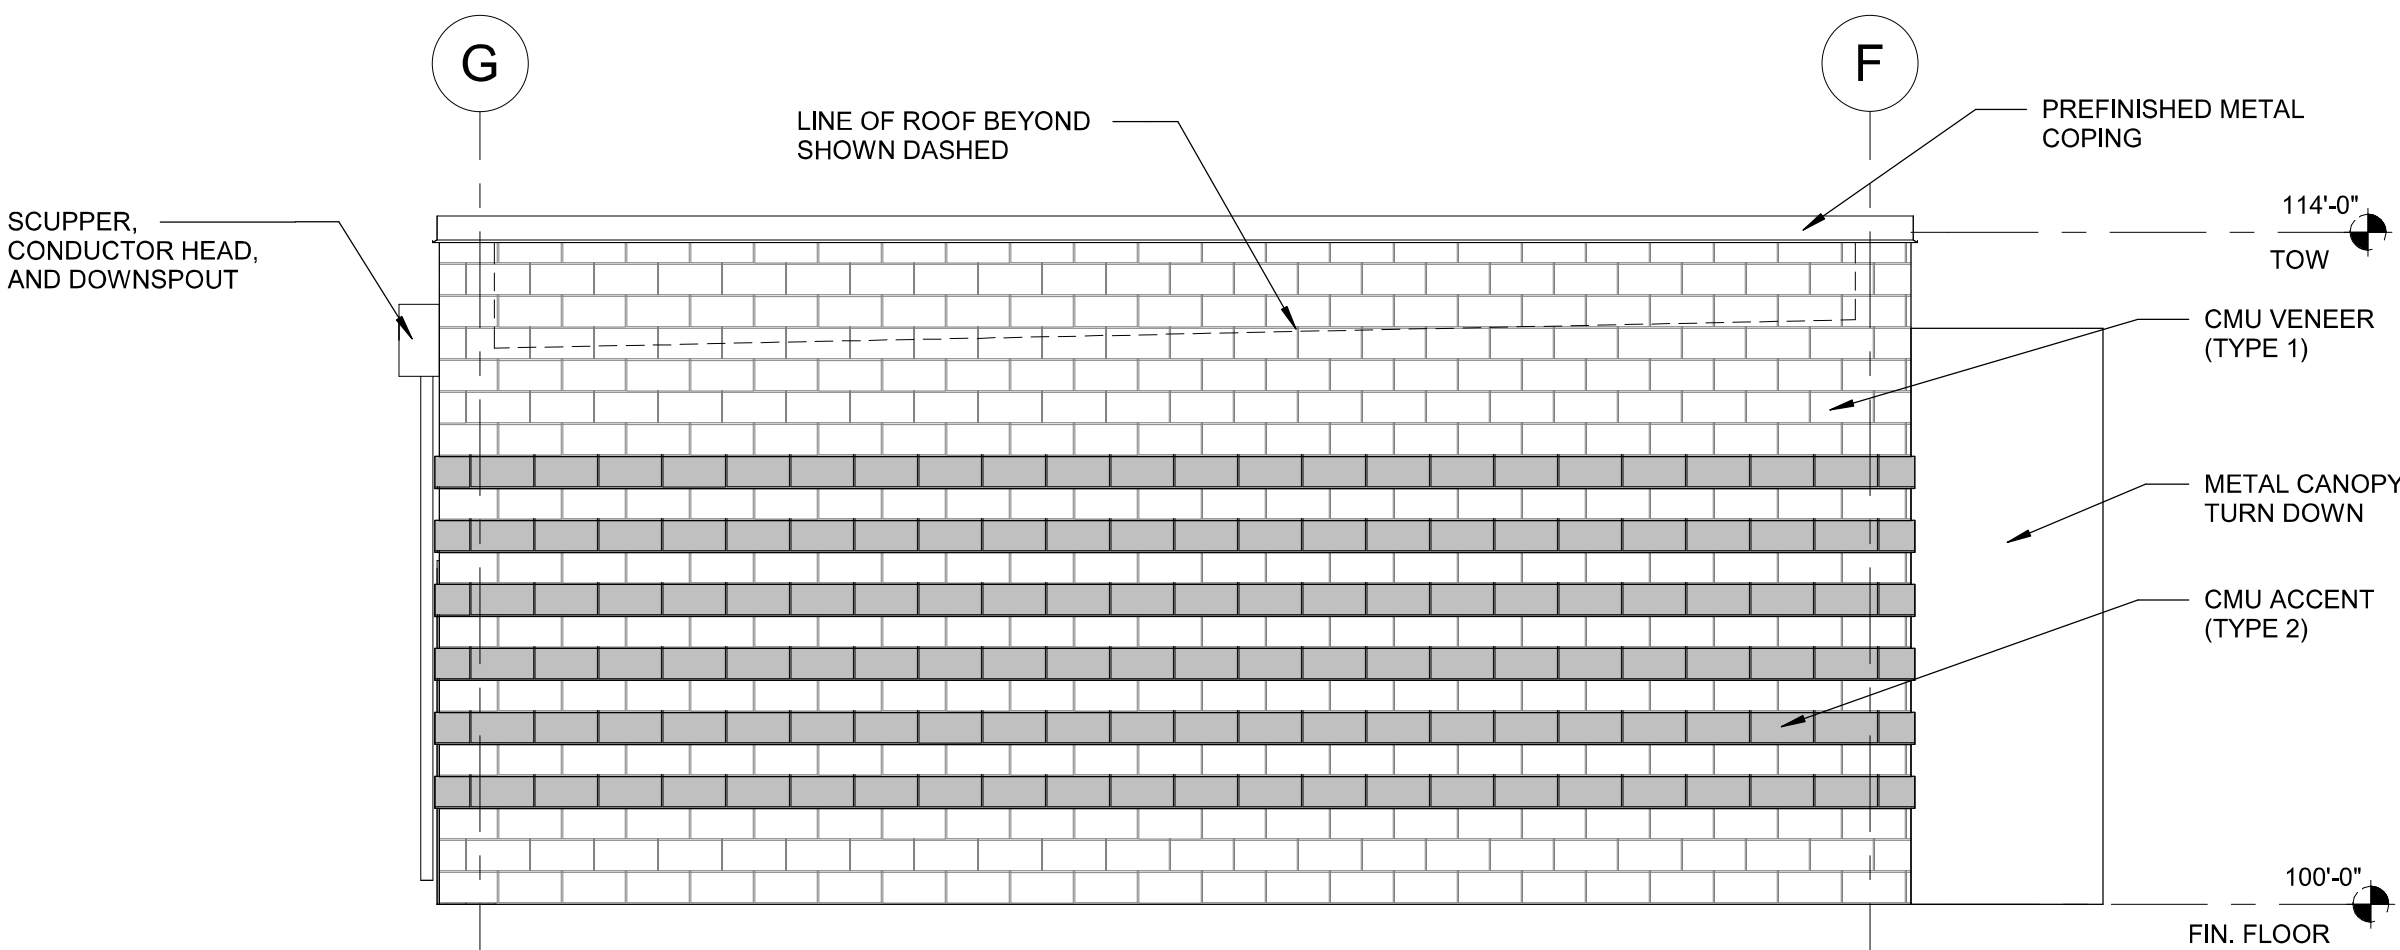 G
F
LINE OF ROOF BEYOND
SHOWN DASHED
PREFINISHED METAL
COPING
SCUPPER,
CONDUCTOR HEAD,
AND DOWNSPOUT
114'-0"
TOW
CMU VENEER
(TYPE 1)
METAL CANOPY
TURN DOWN
CMU ACCENT
(TYPE 2)
100'-0"
FIN. FLOOR